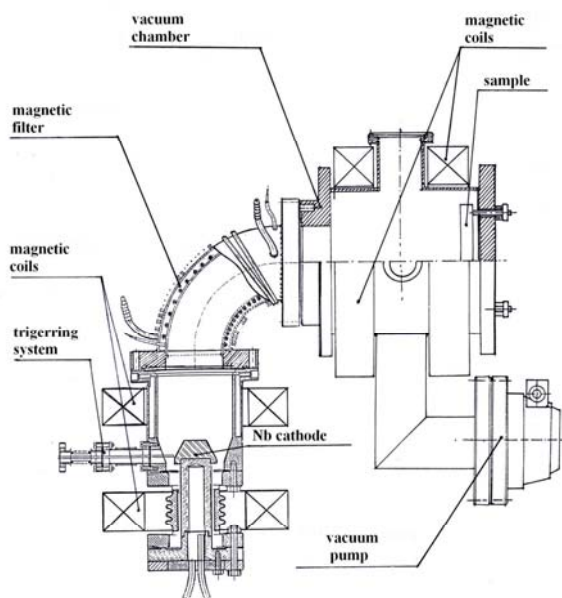 vacuum
chamber
magnetic
coils
sample
magnetic
filter
magnetic
coils
trigerring
system
Nb cathode
vacuum
pump